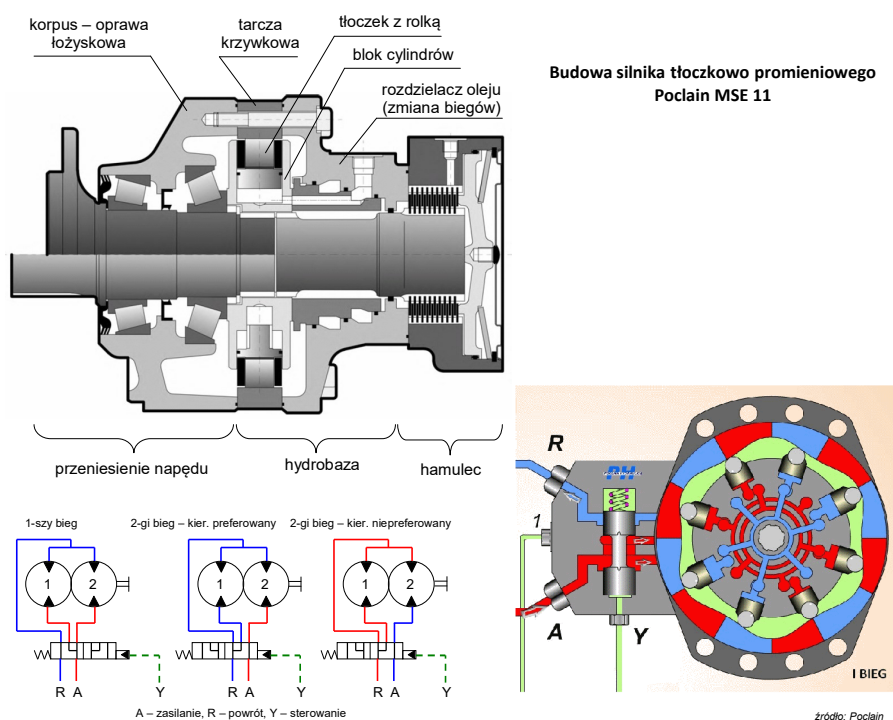 korpus – oprawa
łożyskowa
tarcza
krzywkowa
tłoczek z rolką
blok cylindrów
rozdzielacz oleju
(zmiana biegów)
Budowa silnika tłoczkowo promieniowego
Poclain MSE 11
przeniesienie napędu
hydrobaza
hamulec
1-szy bieg
2-gi bieg – kier. preferowany
2-gi bieg – kier. niepreferowany
1 2
1 2
1 2
R A Y
R A Y
R A Y
A – zasilanie, R – powrót, Y – sterowanie
R
PH
1
A
Y
I BIEG
źródło: Poclain